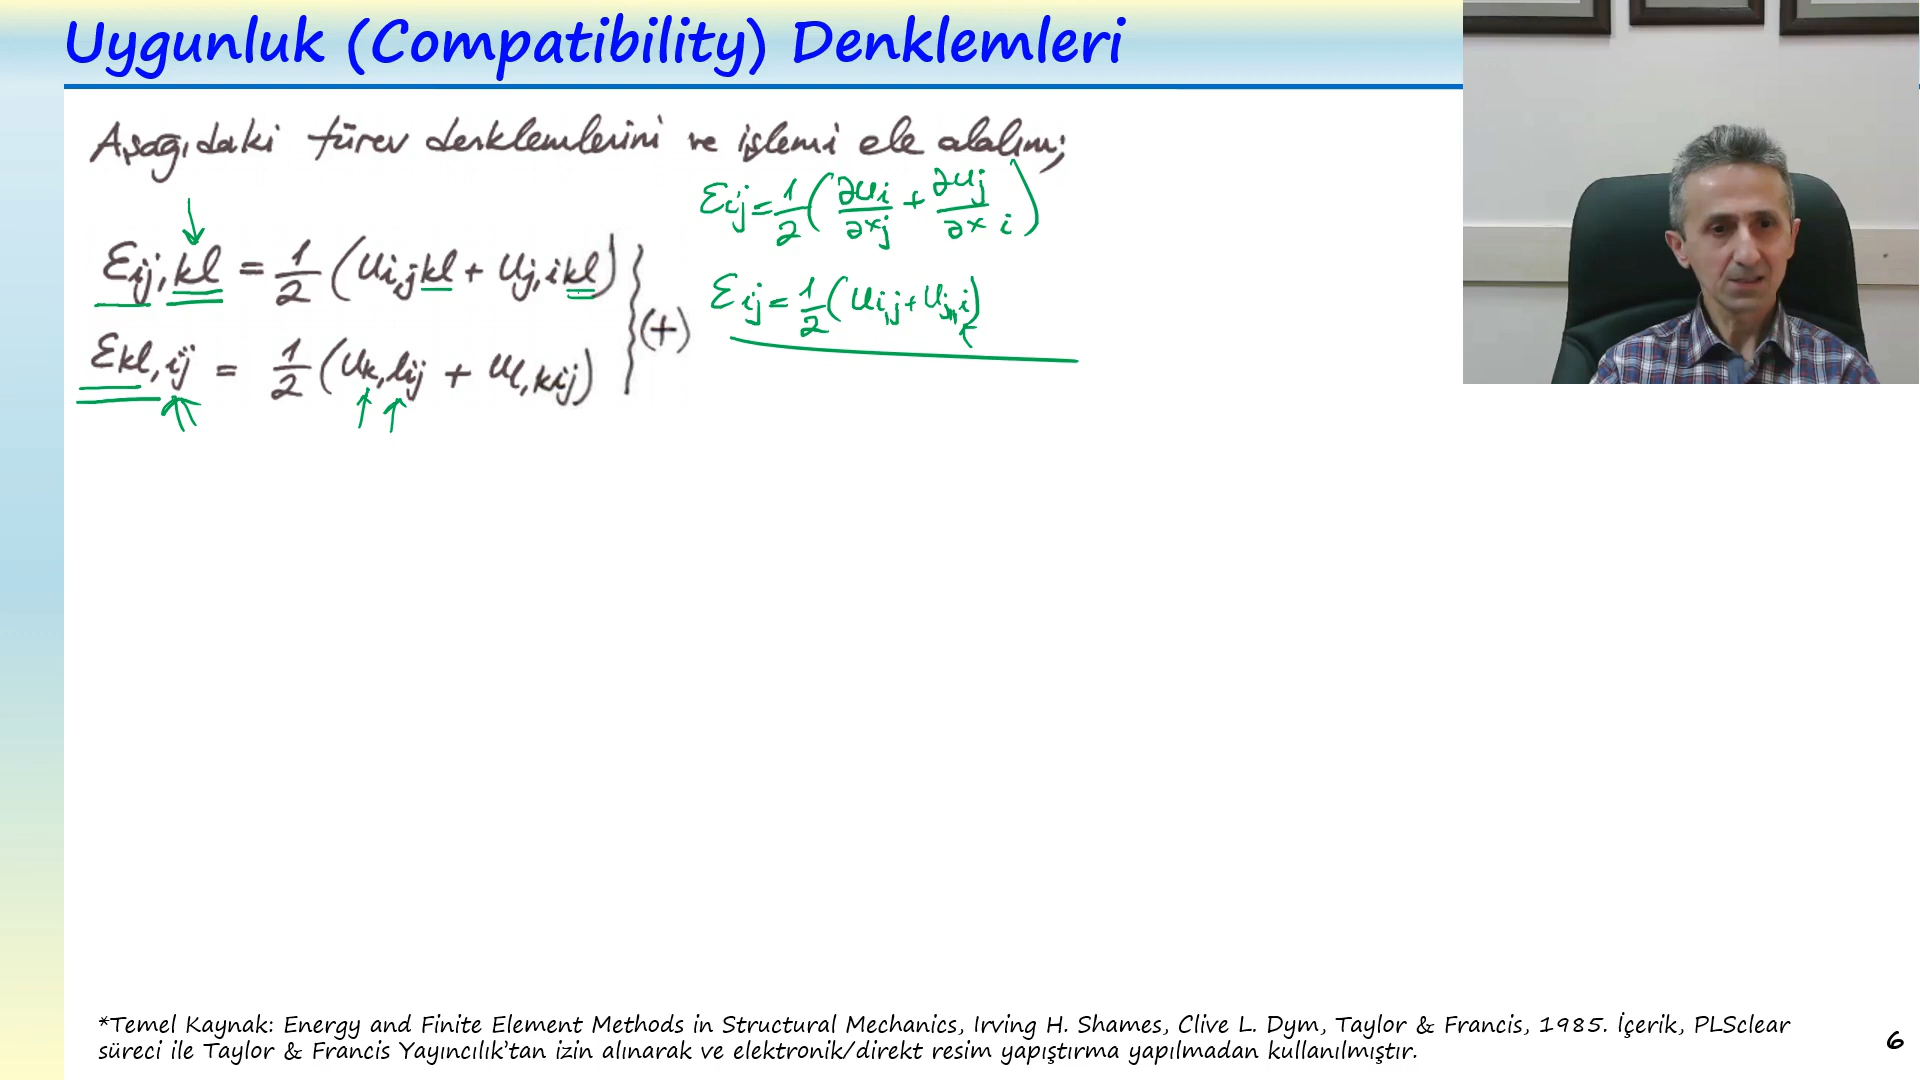 Uygunluk (Compatibility) Denklemleri
Aşağıdaki türev denklemlerini ve işlemi ele alalım;
εij = 1/2 (∂ui/∂xj + ∂uj/∂xi)
εij,kl = 1/2 (ui,jkl + uj,ikl)
εij = 1/2 (ui,j + uj,i)
(+)
εkl,ij = 1/2 (uk,lij + ul,kij)
*Temel Kaynak: Energy and Finite Element Methods in Structural Mechanics, Irving H. Shames, Clive L. Dym, Taylor & Francis, 1985. İçerik, PLSclear
süreci ile Taylor & Francis Yayıncılık’tan izin alınarak ve elektronik/direkt resim yapıştırma yapılmadan kullanılmıştır.
6